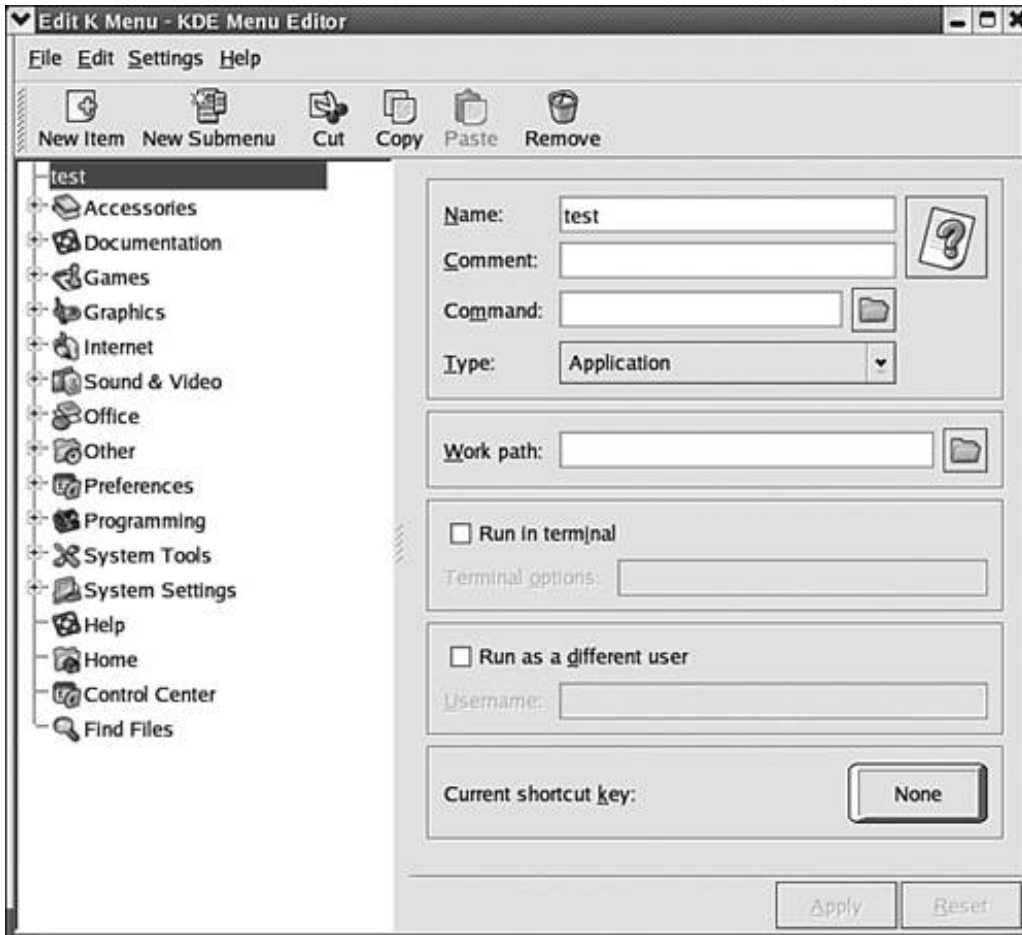 Edit K Menu - KDE Menu Editor
File Edit Settings Help
New Item New Submenu Cut Copy Paste Remove
test
Accessories
Documentation
Games
Graphics
Internet
Sound & Video
Office
Other
Preferences
Programming
System Tools
System Settings
Help
Home
Control Center
Find Files
Name: test
Comment:
Command:
Type: Application
Work path:
Run in terminal
Terminal options:
Run as a different user
Username:
Current shortcut key: None
Apply Reset